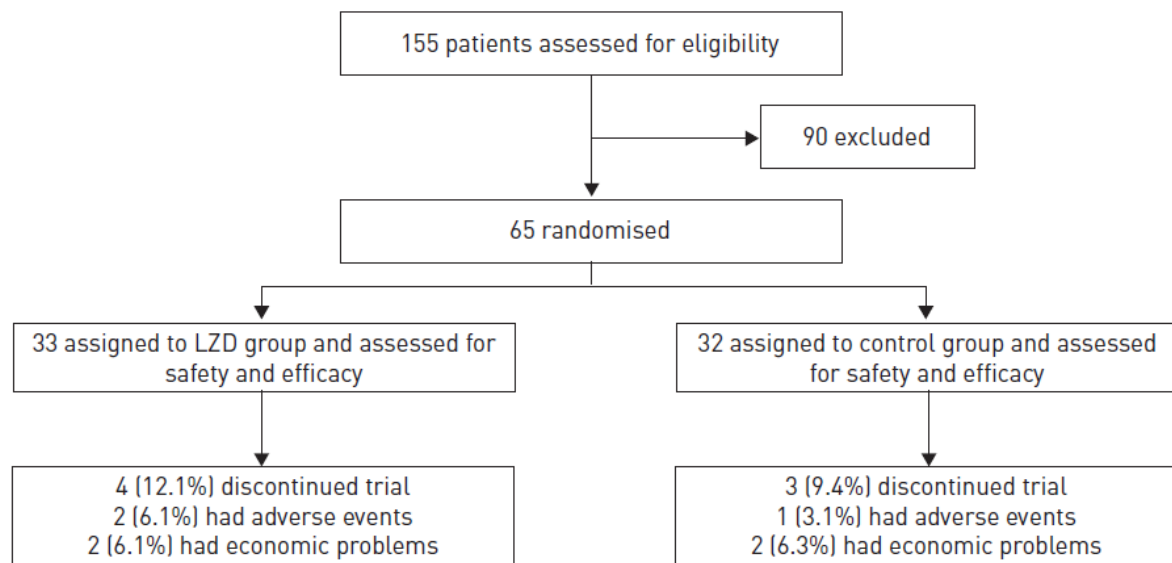 155 patients assessed for eligibility
90 excluded
65 randomised
33 assigned to LZD group and assessed for
safety and efficacy
32 assigned to control group and assessed
for safety and efficacy
4 (12.1%) discontinued trial
2 (6.1%) had adverse events
2 (6.1%) had economic problems
3 (9.4%) discontinued trial
1 (3.1%) had adverse events
2 (6.3%) had economic problems